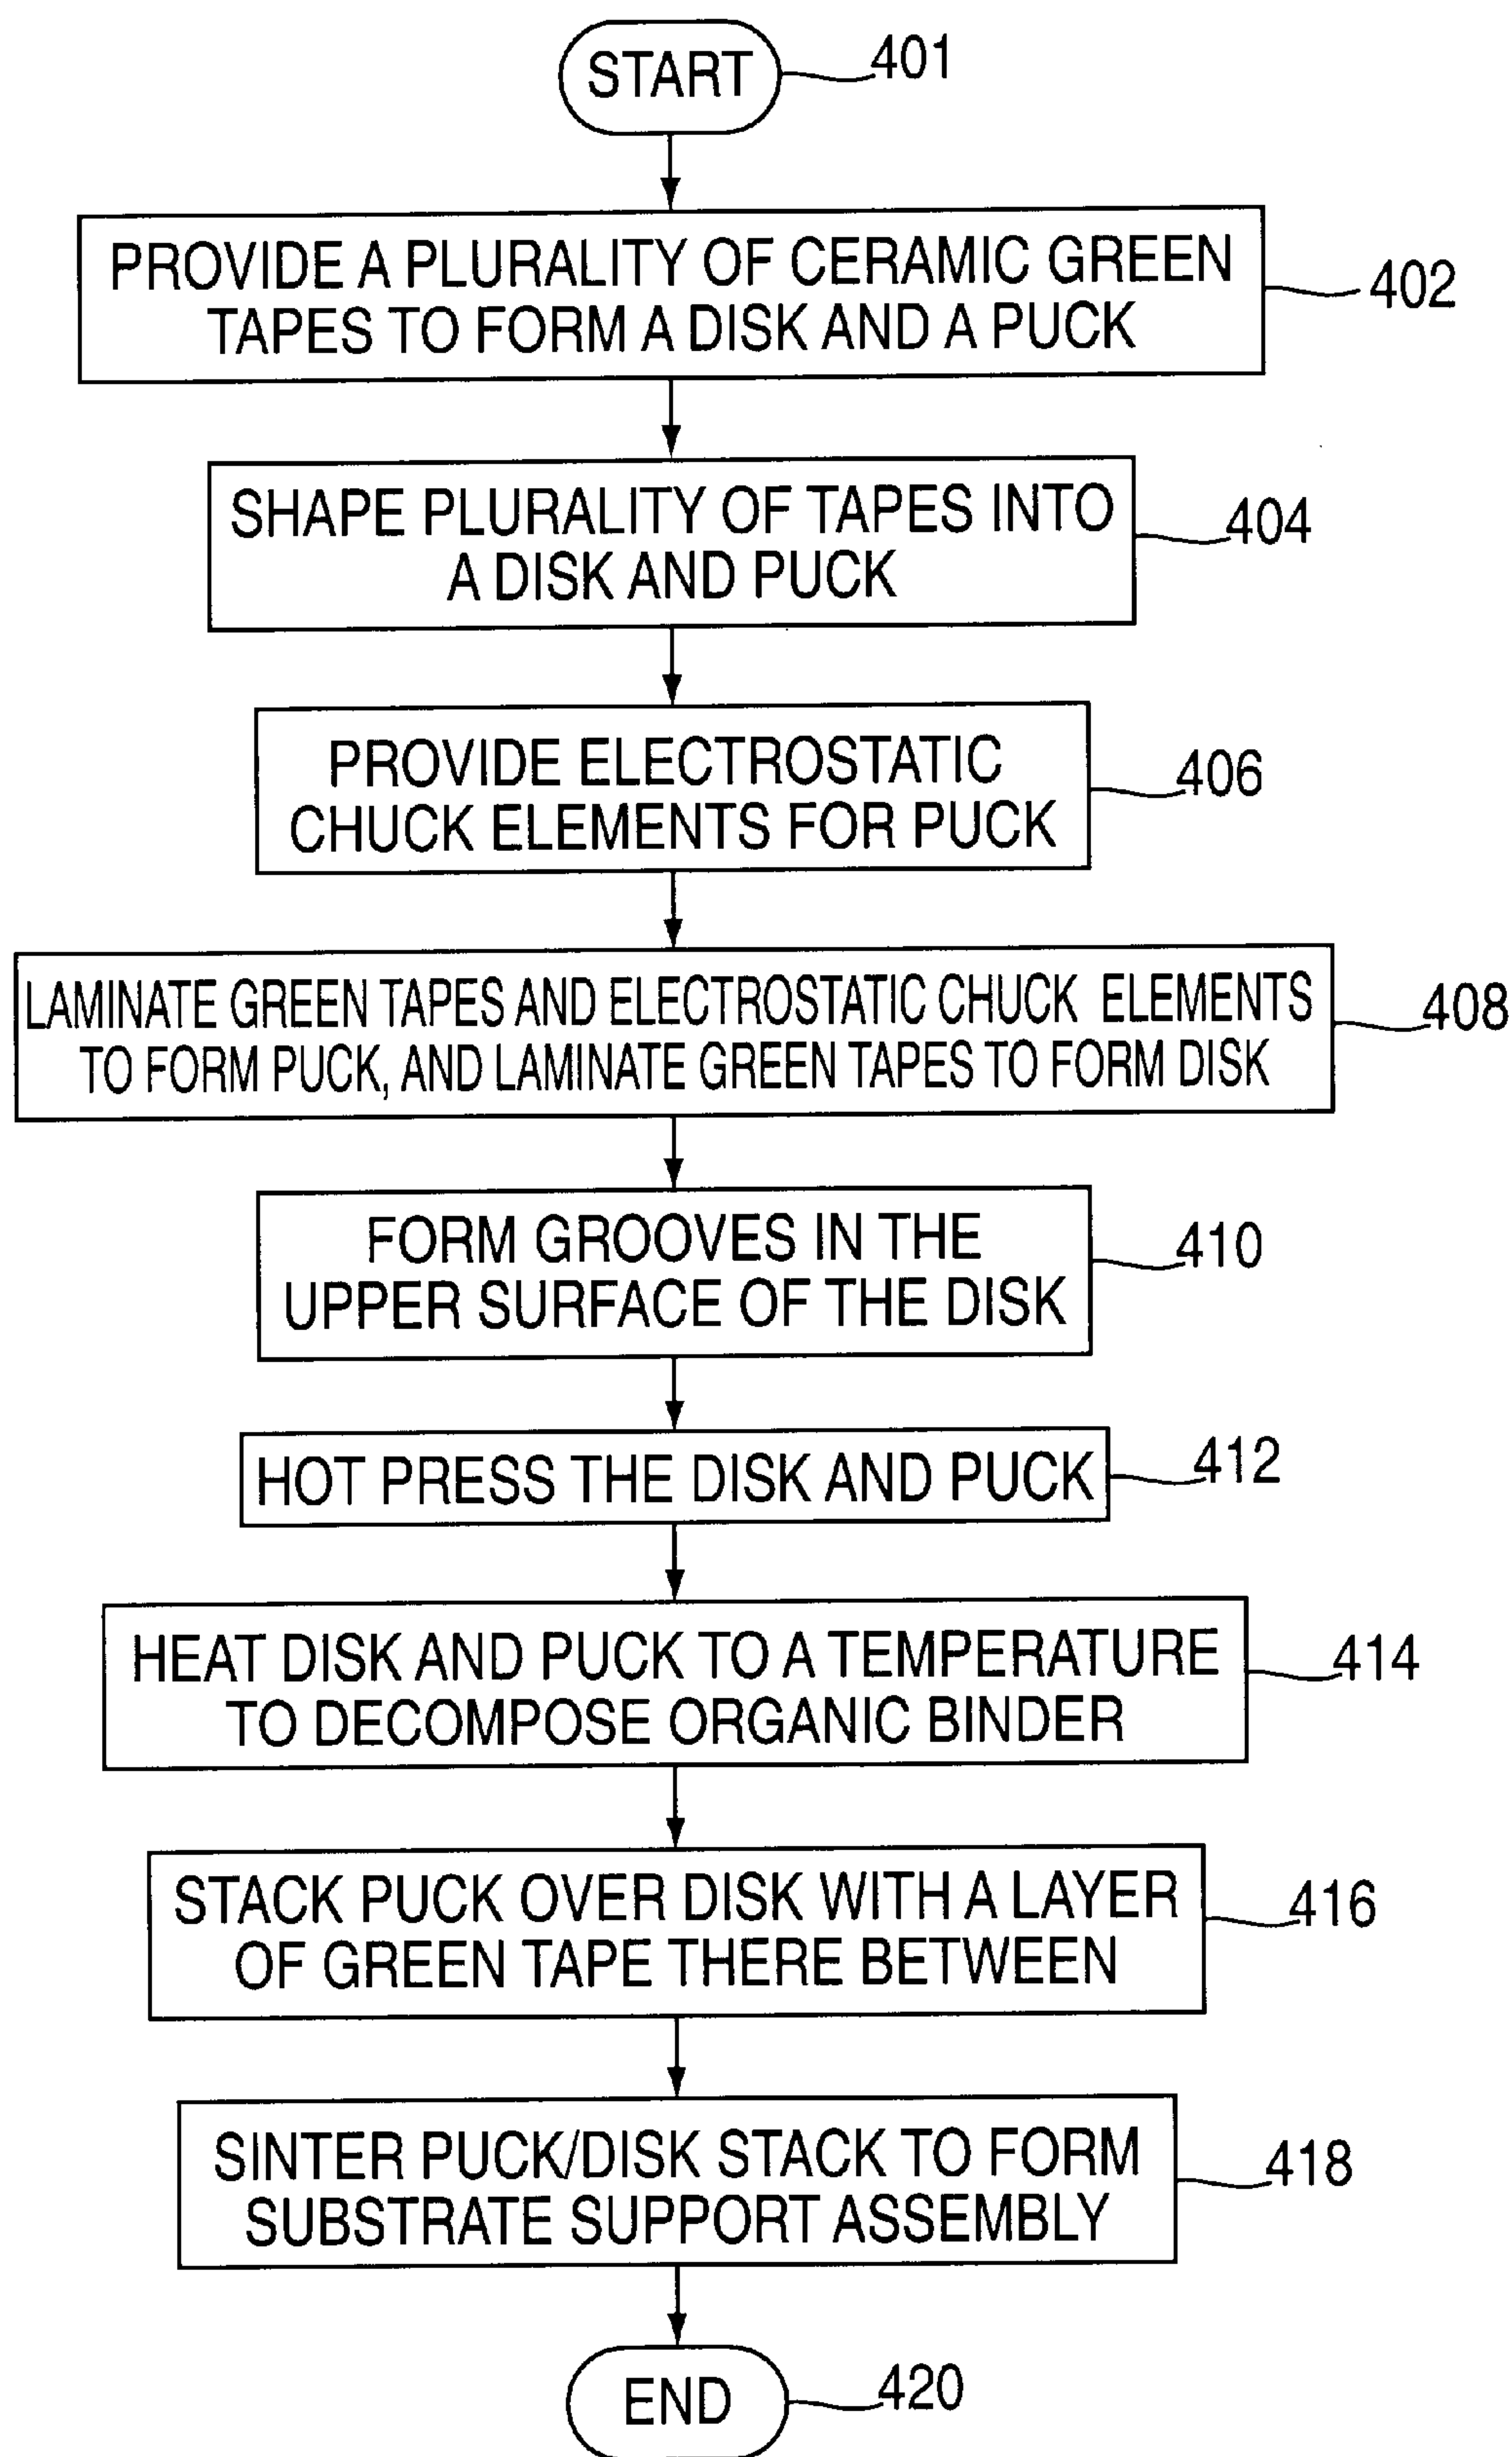 START
401
PROVIDE A PLURALITY OF CERAMIC GREEN
TAPES TO FORM A DISK AND A PUCK
402
SHAPE PLURALITY OF TAPES INTO
A DISK AND PUCK
404
PROVIDE ELECTROSTATIC
CHUCK ELEMENTS FOR PUCK
406
LAMINATE GREEN TAPES AND ELECTROSTATIC CHUCK ELEMENTS
TO FORM PUCK, AND LAMINATE GREEN TAPES TO FORM DISK
408
FORM GROOVES IN THE
UPPER SURFACE OF THE DISK
410
HOT PRESS THE DISK AND PUCK
412
HEAT DISK AND PUCK TO A TEMPERATURE
TO DECOMPOSE ORGANIC BINDER
414
STACK PUCK OVER DISK WITH A LAYER
OF GREEN TAPE THERE BETWEEN
416
SINTER PUCK/DISK STACK TO FORM
SUBSTRATE SUPPORT ASSEMBLY
418
END
420